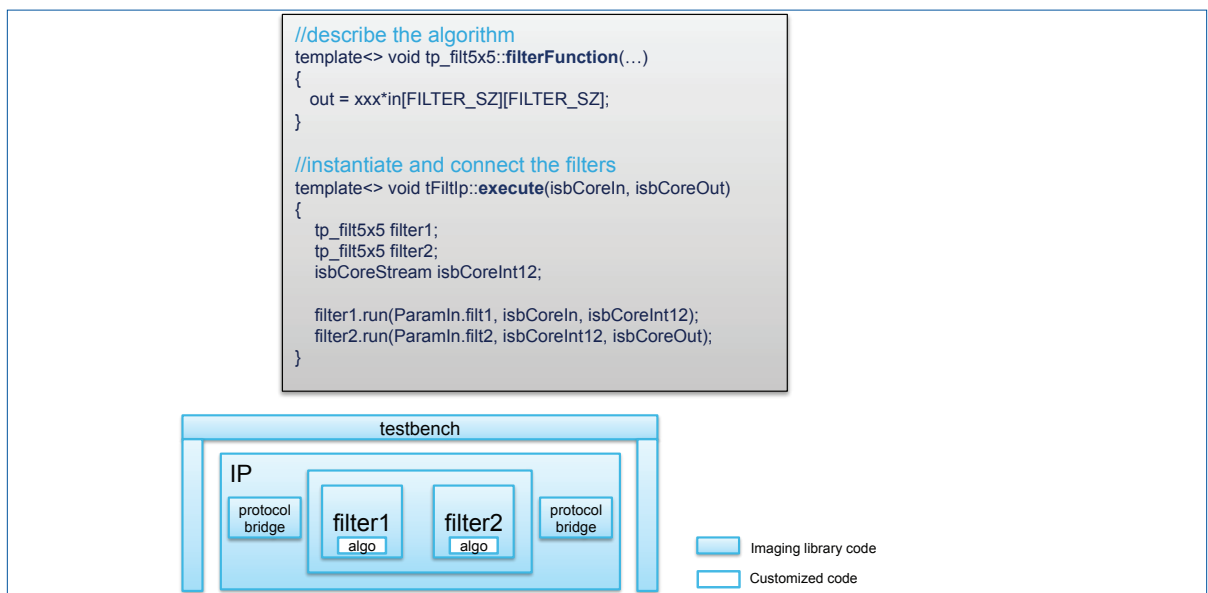 //describe the algorithm
template<> void tp_filt5x5::filterFunction(…)
{
out = xxx*in[FILTER_SZ][FILTER_SZ];
}
//instantiate and connect the filters
template<> void tFiltIp::execute(isbCoreIn, isbCoreOut)
{
tp_filt5x5 filter1;
tp_filt5x5 filter2;
isbCoreStream isbCoreInt12;
filter1.run(ParamIn.filt1, isbCoreIn, isbCoreInt12);
filter2.run(ParamIn.filt2, isbCoreInt12, isbCoreOut);
}
testbench
IP
protocol
bridge
filter1
algo
filter2
algo
protocol
bridge
Imaging library code
Customized code